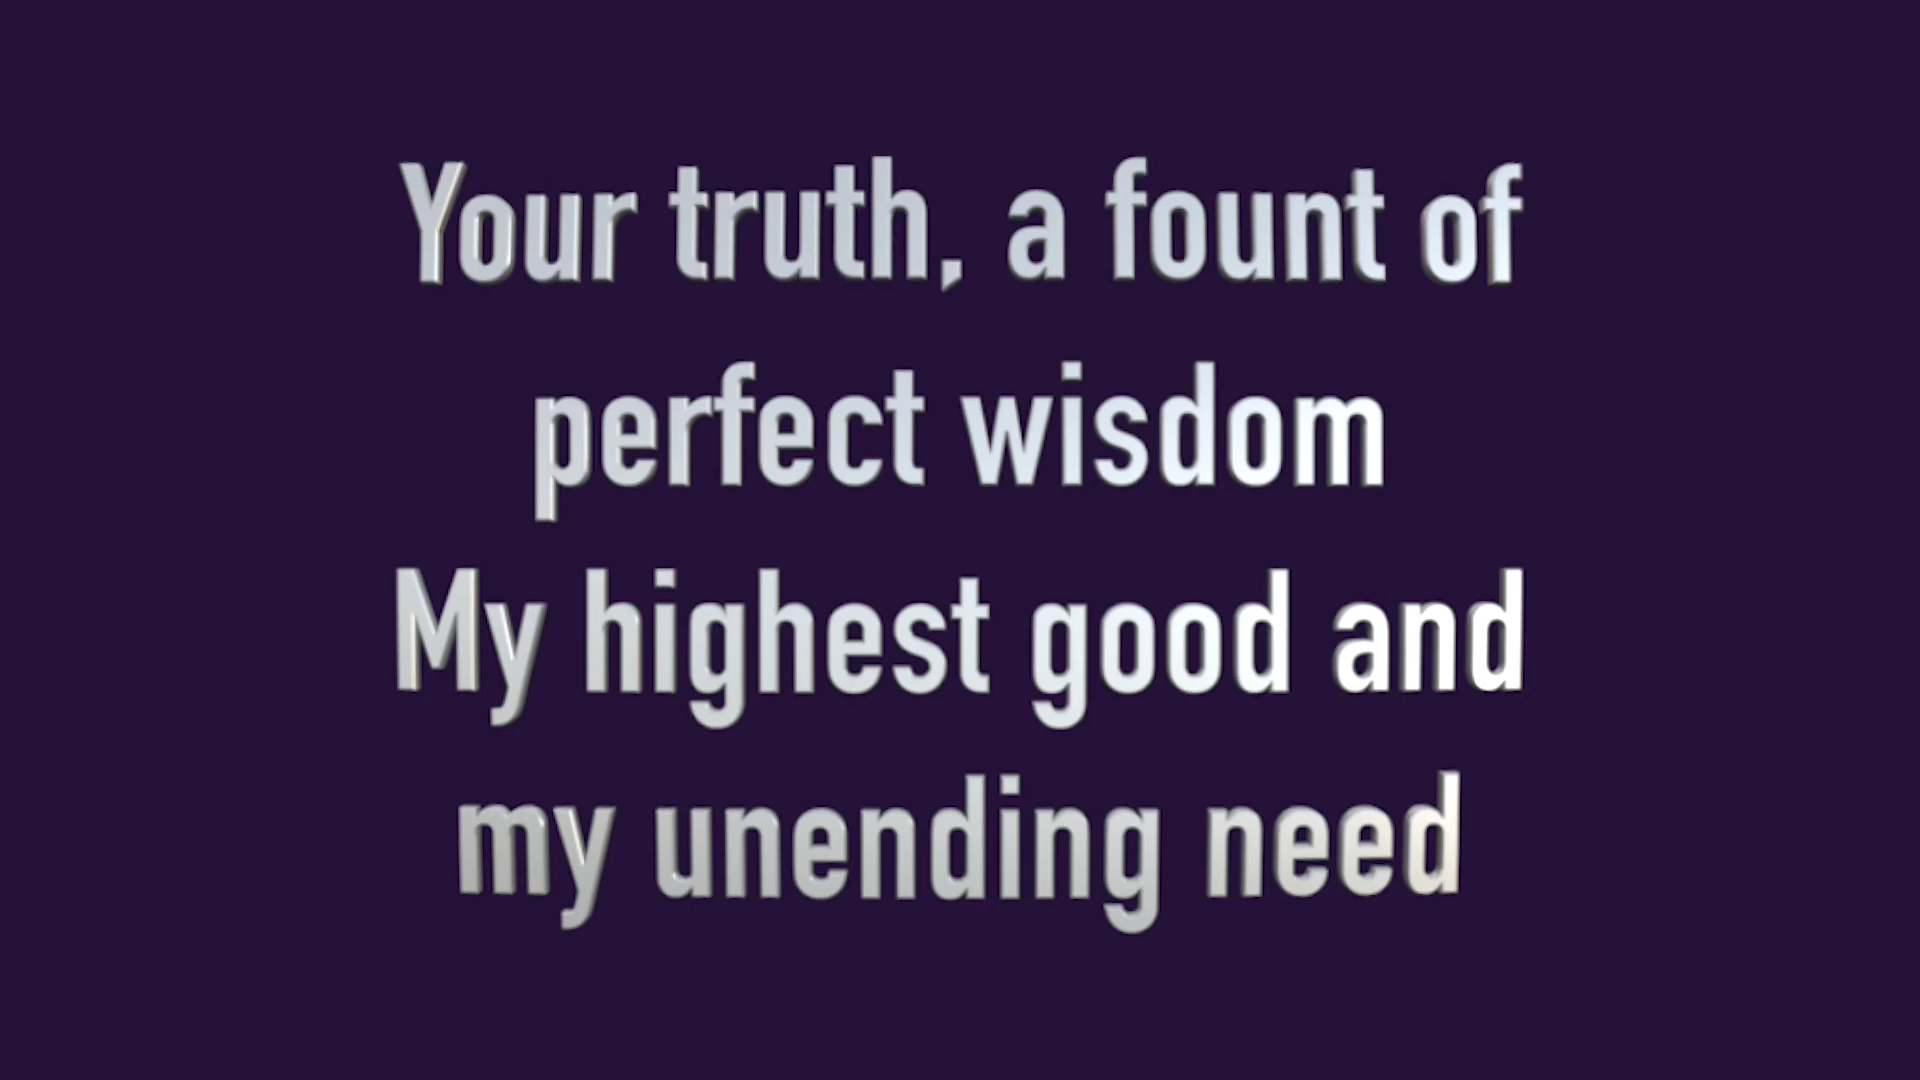 Your truth, a fount of
perfect wisdom
My highest good and
my unending need